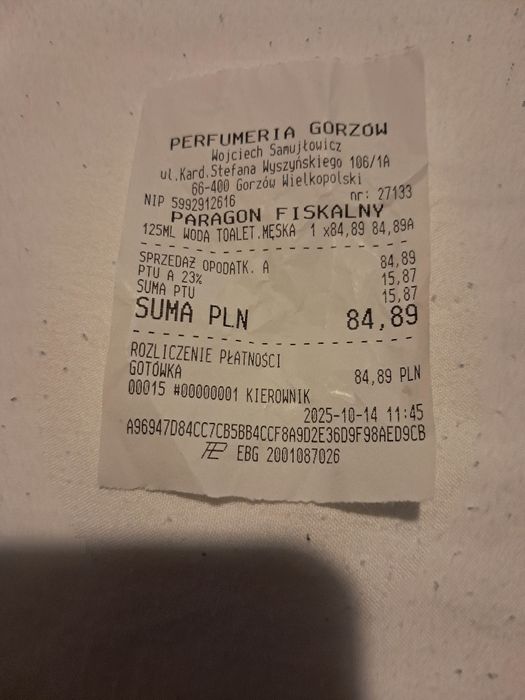 PERFUMERIA GORZÓW
Wojciech Samujłowicz
ul.Kard.Stefana Wyszyńskiego 106/1A
66-400 Gorzów Wielkopolski
NIP 5992912616 nr: 27133
PARAGON FISKALNY
125ML WODA TOALET.MĘSKA 1 x84,89 84,89A
SPRZEDAŻ OPODATK. A 84,89
PTU A 23% 15,87
SUMA PTU 15,87
SUMA PLN 84,89
ROZLICZENIE PŁATNOŚCI
GOTÓWKA 84,89 PLN
00015 #00000001 KIEROWNIK
2025-10-14 11:45
A96947D84CC7CB5BB4CCF8A9D2E36D9F98AED9CB
EBG 2001087026